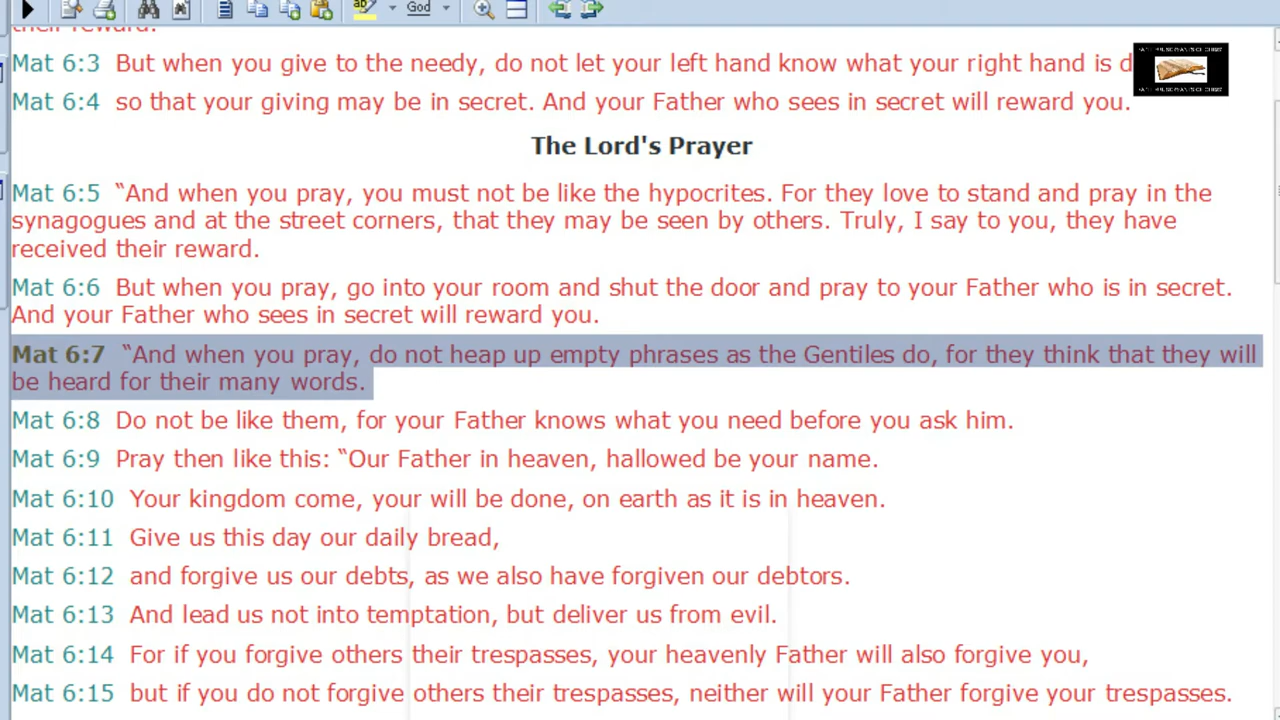 God
their reward.
Mat 6:3 But when you give to the needy, do not let your left hand know what your right hand is d
Mat 6:4 so that your giving may be in secret. And your Father who sees in secret will reward you.
The Lord's Prayer
Mat 6:5 “And when you pray, you must not be like the hypocrites. For they love to stand and pray in the
synagogues and at the street corners, that they may be seen by others. Truly, I say to you, they have
received their reward.
Mat 6:6 But when you pray, go into your room and shut the door and pray to your Father who is in secret.
And your Father who sees in secret will reward you.
Mat 6:7 “And when you pray, do not heap up empty phrases as the Gentiles do, for they think that they will
be heard for their many words.
Mat 6:8 Do not be like them, for your Father knows what you need before you ask him.
Mat 6:9 Pray then like this: “Our Father in heaven, hallowed be your name.
Mat 6:10 Your kingdom come, your will be done, on earth as it is in heaven.
Mat 6:11 Give us this day our daily bread,
Mat 6:12 and forgive us our debts, as we also have forgiven our debtors.
Mat 6:13 And lead us not into temptation, but deliver us from evil.
Mat 6:14 For if you forgive others their trespasses, your heavenly Father will also forgive you,
Mat 6:15 but if you do not forgive others their trespasses, neither will your Father forgive your trespasses.